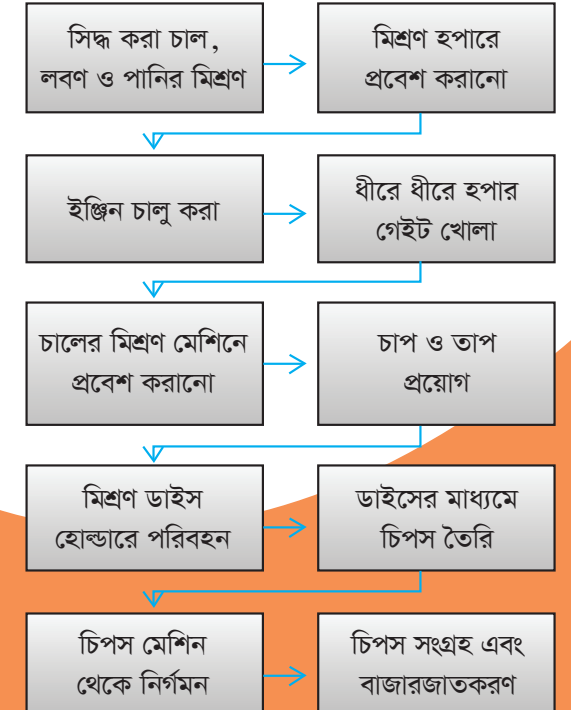 সিদ্ধ করা চাল,
লবণ ও পানির মিশ্রণ
মিশ্রণ হপারে
প্রবেশ করানো
ইঞ্জিন চালু করা
ধীরে ধীরে হপার
গেইট খোলা
চালের মিশ্রণ মেশিনে
প্রবেশ করানো
চাপ ও তাপ
প্রয়োগ
মিশ্রণ ডাইস
হোল্ডারে পরিবহন
ডাইসের মাধ্যমে
চিপস তৈরি
চিপস মেশিন
থেকে নির্গমন
চিপস সংগ্রহ এবং
বাজারজাতকরণ